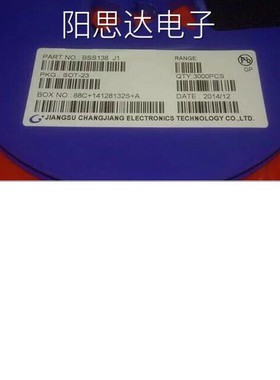 阳思达电子
PART NO.: BSS138 J1
RANGE:
Pb
GP
PKG.: SOT-23
QTY:3000PCS
BOX NO.: 88C+14128132S+A
DATE: 2014/12
JIANGSU CHANGJIANG ELECTRONICS TECHNOLOGY CO.,LTD.